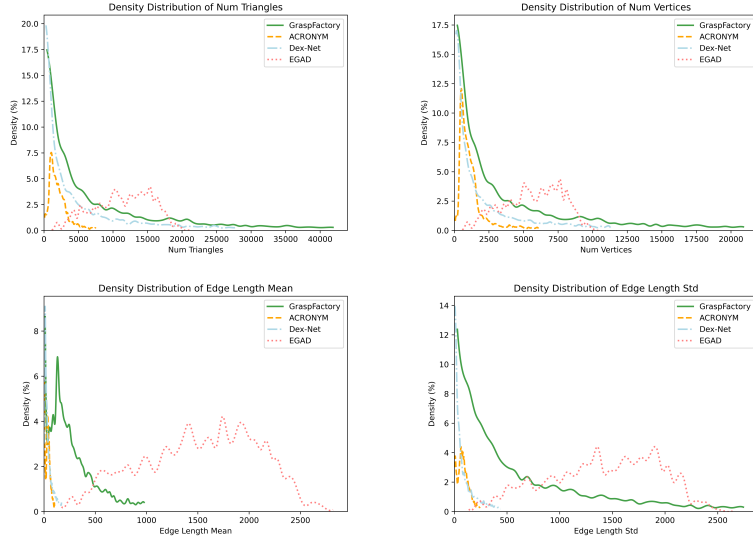 Density Distribution of Num Triangles
20.0
17.5
15.0
12.5
10.0
7.5
5.0
2.5
0.0
Density (%)
GraspFactory
ACRONYM
Dex-Net
EGAD
0 5000 10000 15000 20000 25000 30000 35000 40000
Num Triangles
Density Distribution of Num Vertices
17.5
15.0
12.5
10.0
7.5
5.0
2.5
0.0
Density (%)
GraspFactory
ACRONYM
Dex-Net
EGAD
0 2500 5000 7500 10000 12500 15000 17500 20000
Num Vertices
Density Distribution of Edge Length Mean
8
6
4
2
0
Density (%)
GraspFactory
ACRONYM
Dex-Net
EGAD
0 500 1000 1500 2000 2500
Edge Length Mean
Density Distribution of Edge Length Std
14
12
10
8
6
4
2
0
Density (%)
GraspFactory
ACRONYM
Dex-Net
EGAD
0 500 1000 1500 2000 2500
Edge Length Std